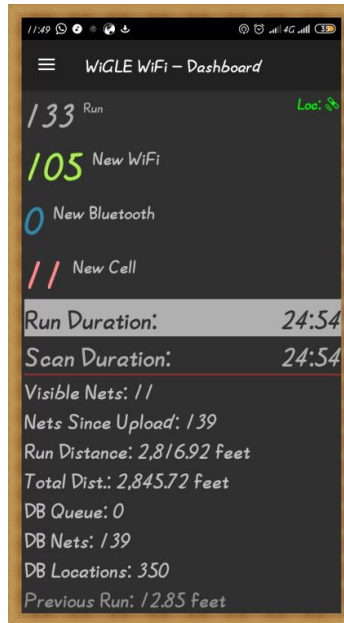 11:49 4G 35
WiGLE WiFi – Dashboard
133 Run Loc:
105 New WiFi
0 New Bluetooth
11 New Cell
Run Duration: 24:54
Scan Duration: 24:54
Visible Nets: 11
Nets Since Upload: 139
Run Distance: 2,816.92 feet
Total Dist.: 2,845.72 feet
DB Queue: 0
DB Nets: 139
DB Locations: 350
Previous Run: 12.85 feet